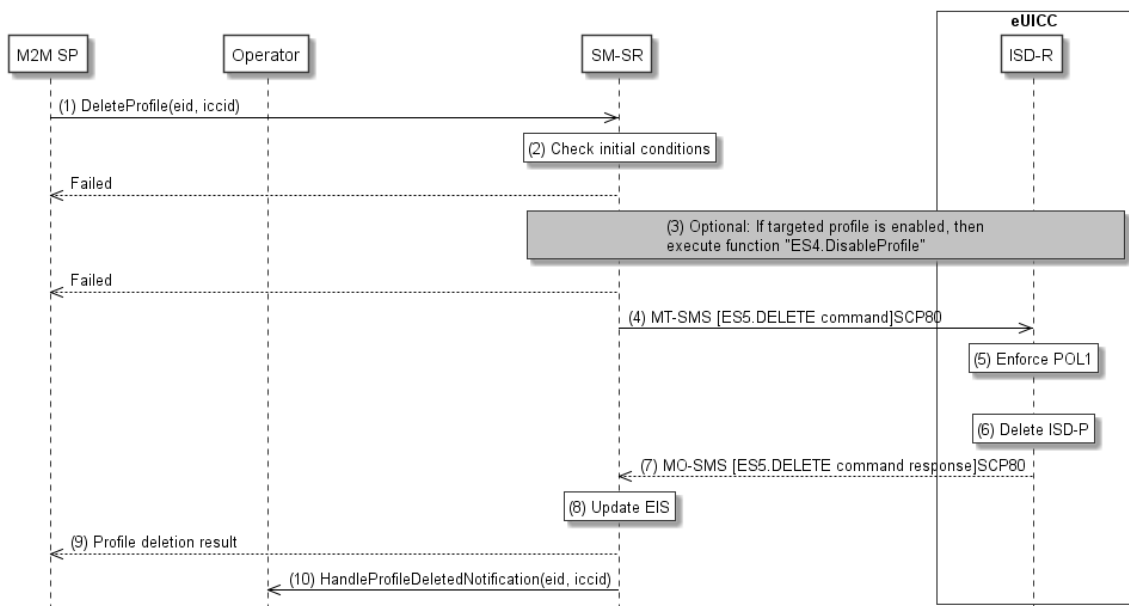 eUICC
M2M SP
Operator
SM-SR
ISD-R
(1) DeleteProfile(eid, iccid)
(2) Check initial conditions
Failed
(3) Optional: If targeted profile is enabled, then
execute function "ES4.DisableProfile"
Failed
(4) MT-SMS [ES5.DELETE command]SCP80
(5) Enforce POL1
(6) Delete ISD-P
(7) MO-SMS [ES5.DELETE command response]SCP80
(8) Update EIS
(9) Profile deletion result
(10) HandleProfileDeletedNotification(eid, iccid)